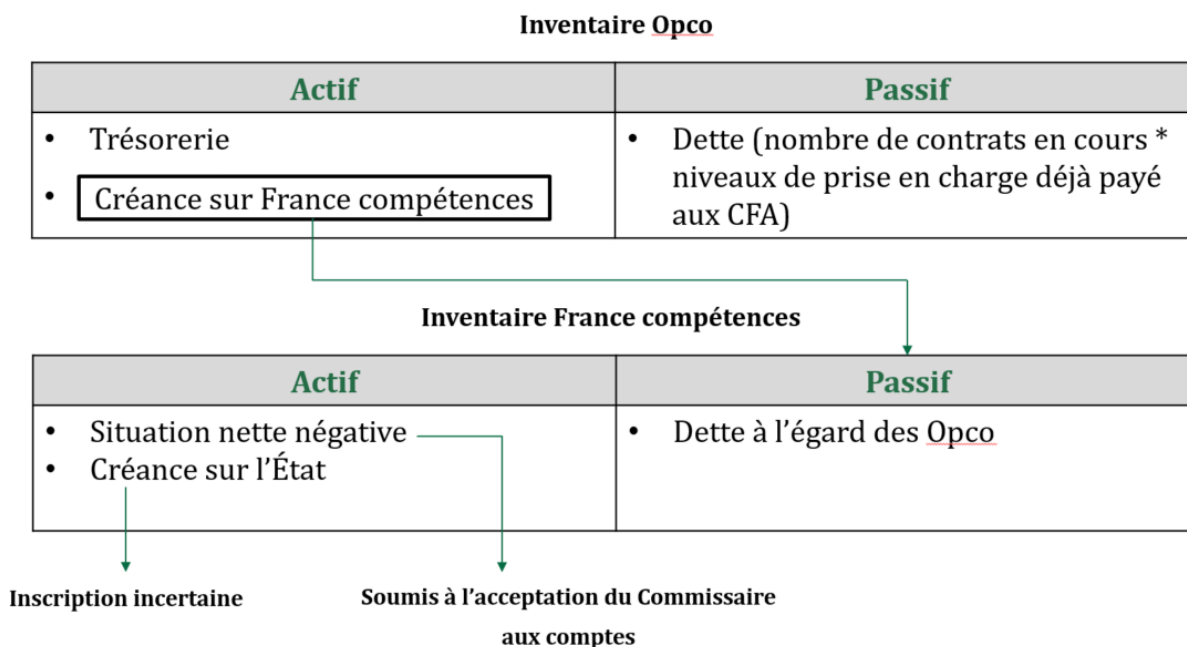 Inventaire Opco
Actif
Passif
• Trésorerie
• Créance sur France compétences
• Dette (nombre de contrats en cours *
niveaux de prise en charge déjà payé
aux CFA)
Inventaire France compétences
Actif
Passif
• Situation nette négative
• Créance sur l’État
• Dette à l’égard des Opco
Inscription incertaine
Soumis à l’acceptation du Commissaire
aux comptes